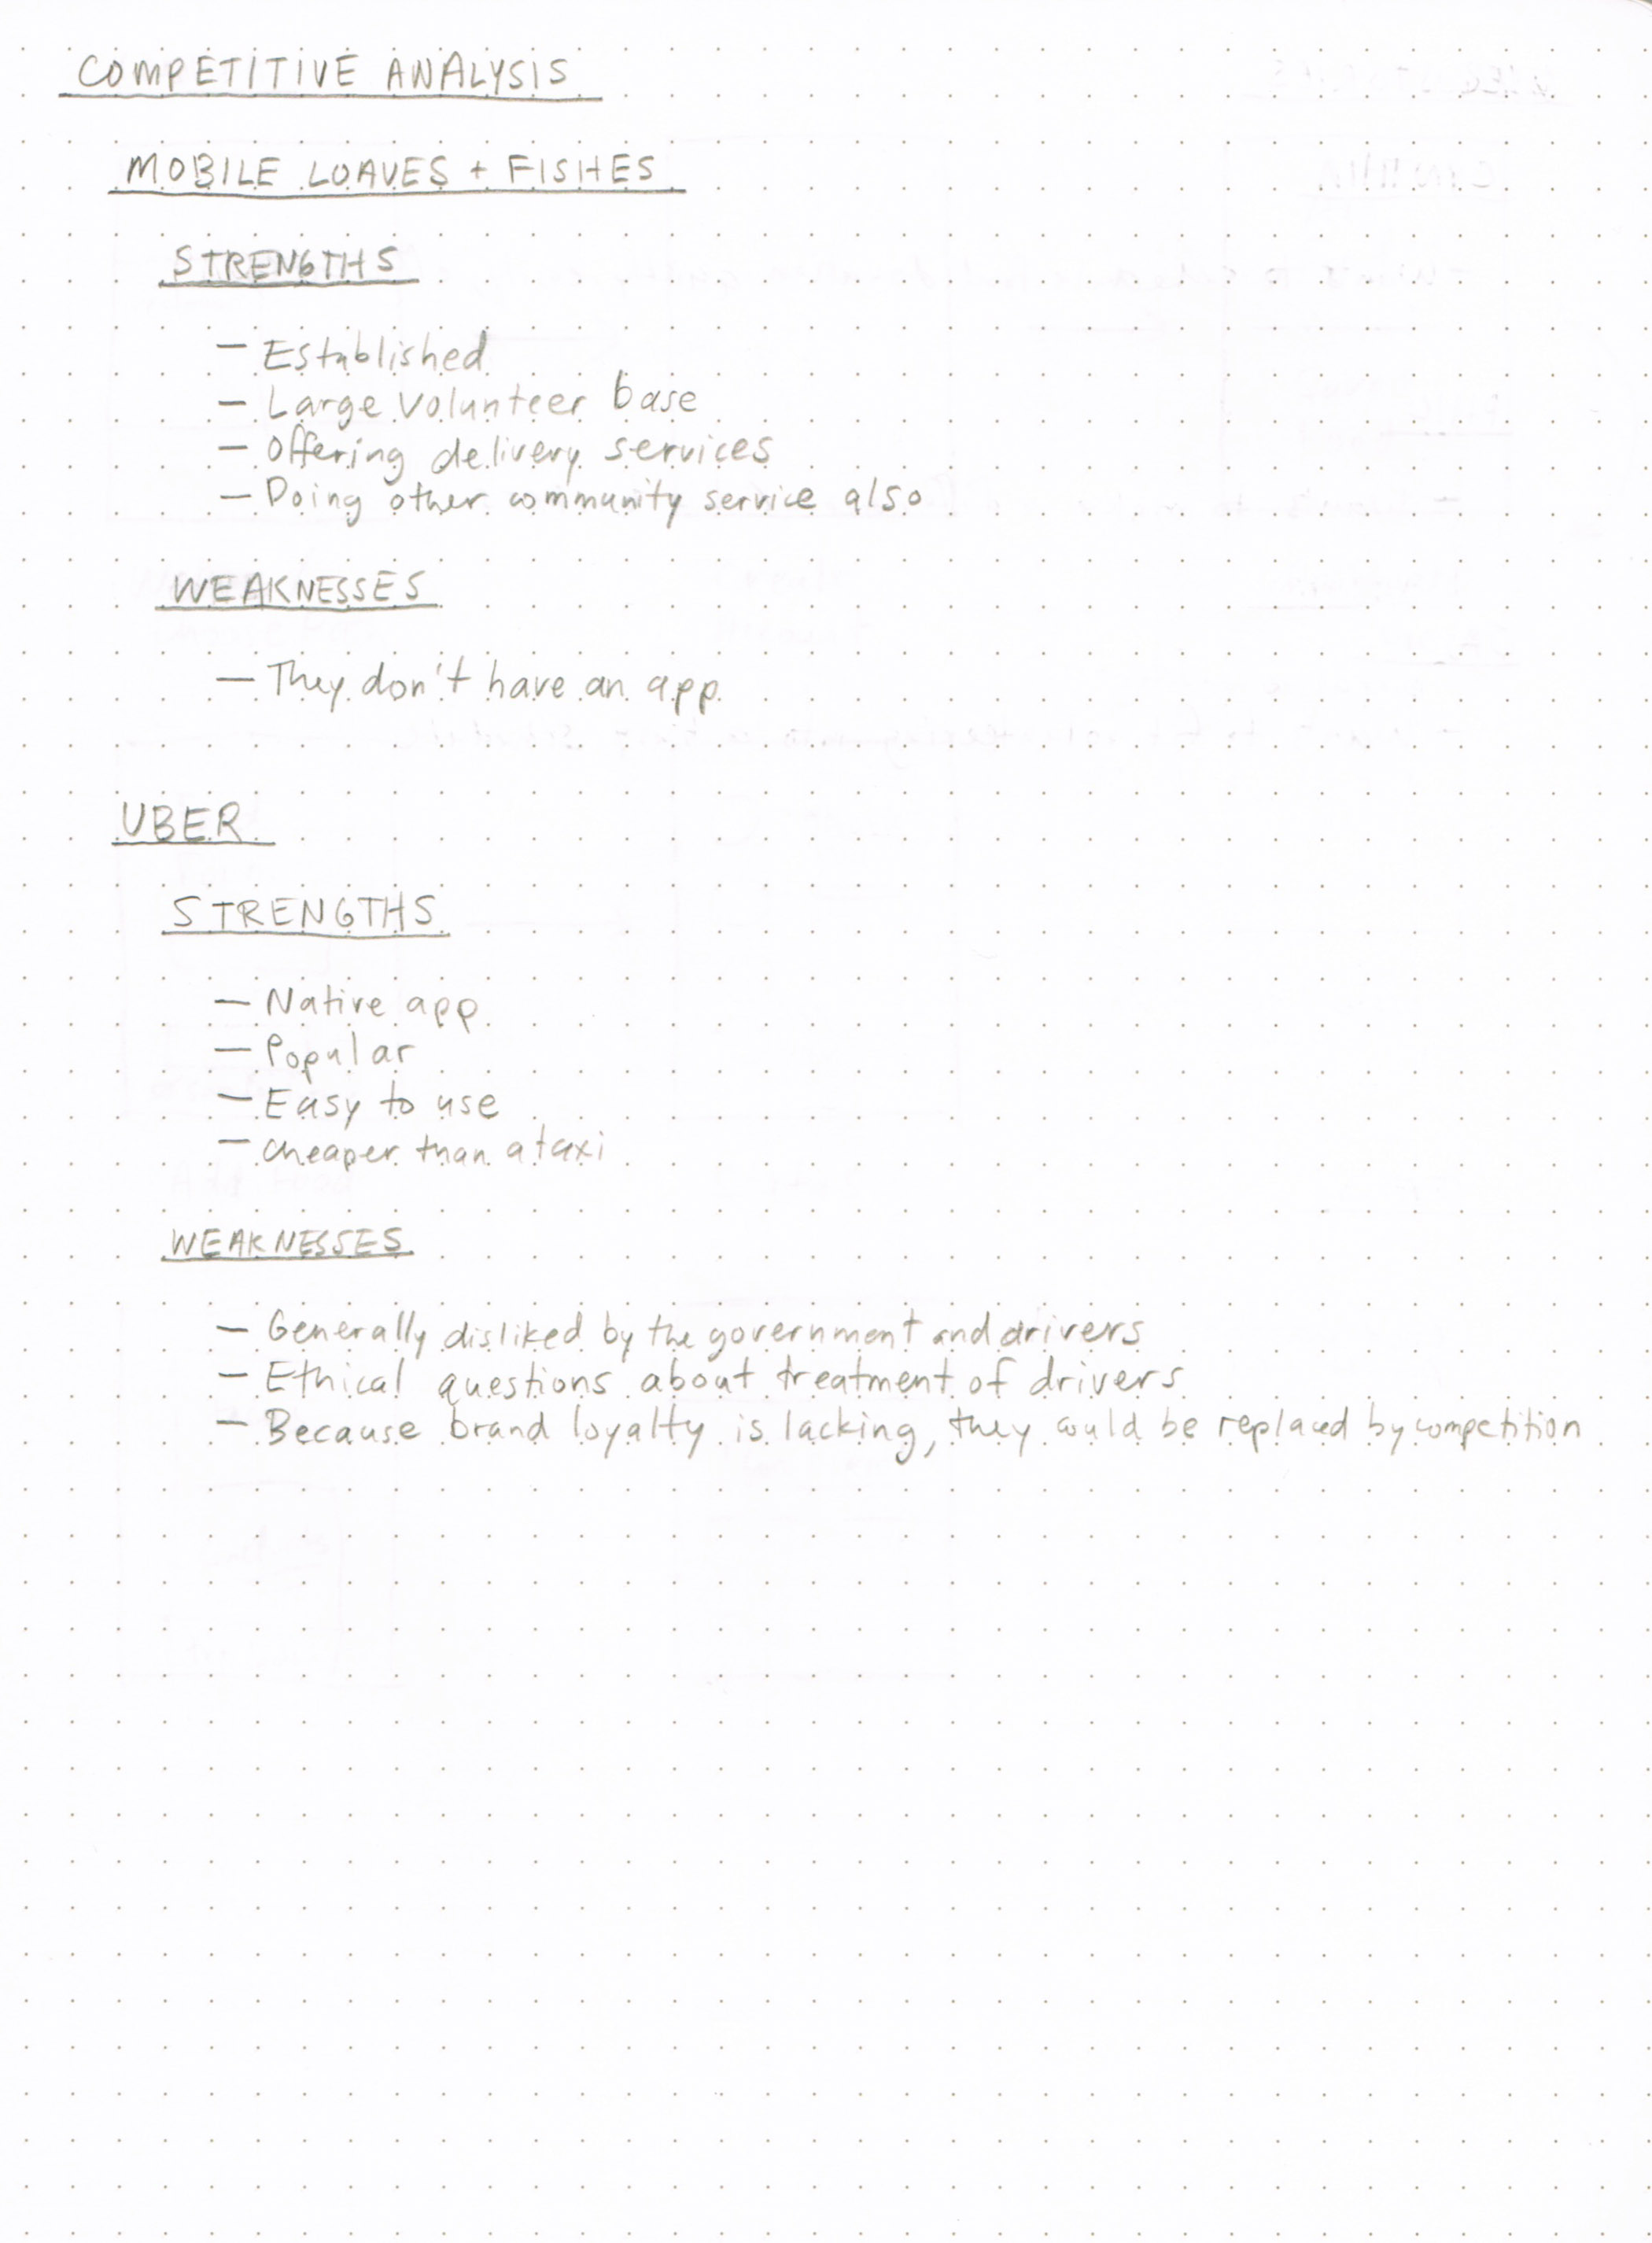 COMPETITIVE ANALYSIS
MOBILE LOAVES + FISHES
STRENGTHS
— Established
— Large volunteer base
— Offering delivery services
— Doing other community service also
WEAKNESSES
— They don't have an app
UBER
STRENGTHS
— Native app
— Popular
— Easy to use
— Cheaper than a taxi
WEAKNESSES
— Generally disliked by the government and drivers
— Ethical questions about treatment of drivers
— Because brand loyalty is lacking, they could be replaced by competition